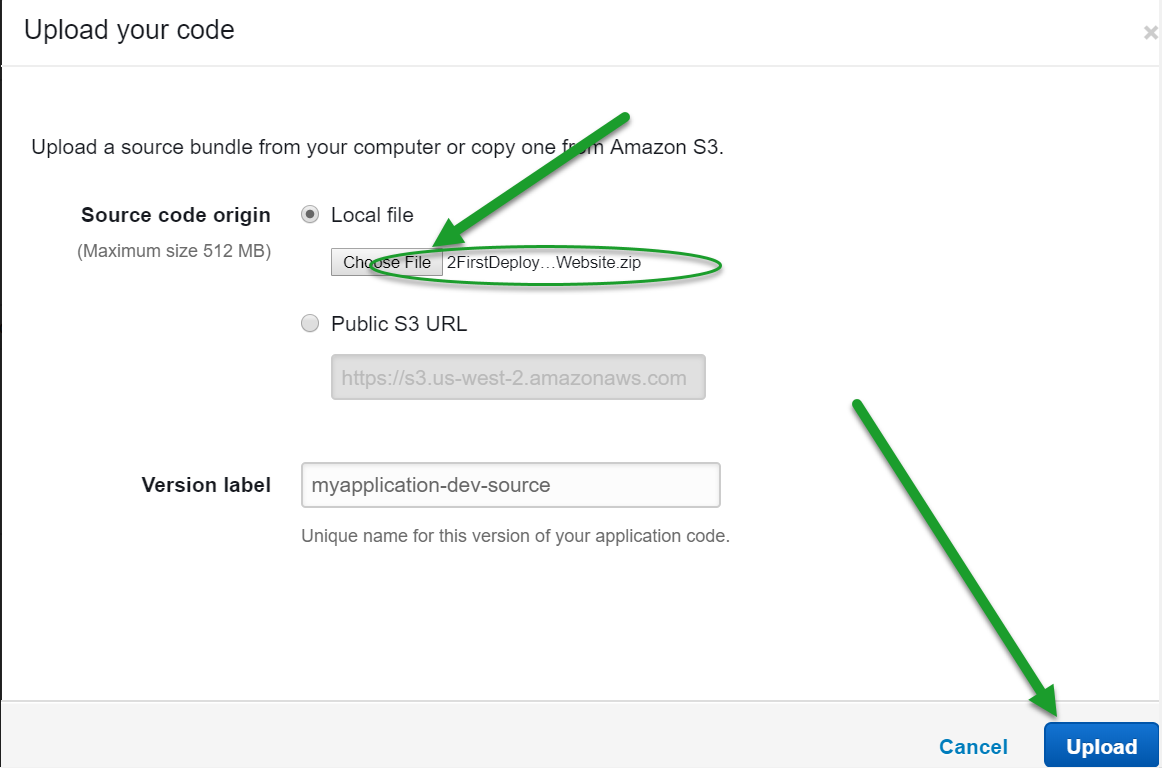 Upload your code
×
Upload a source bundle from your computer or copy one from Amazon S3.
Source code origin
Local file
(Maximum size 512 MB)
Choose File 2FirstDeploy…Website.zip
Public S3 URL
https://s3.us-west-2.amazonaws.com
Version label
myapplication-dev-source
Unique name for this version of your application code.
Cancel
Upload